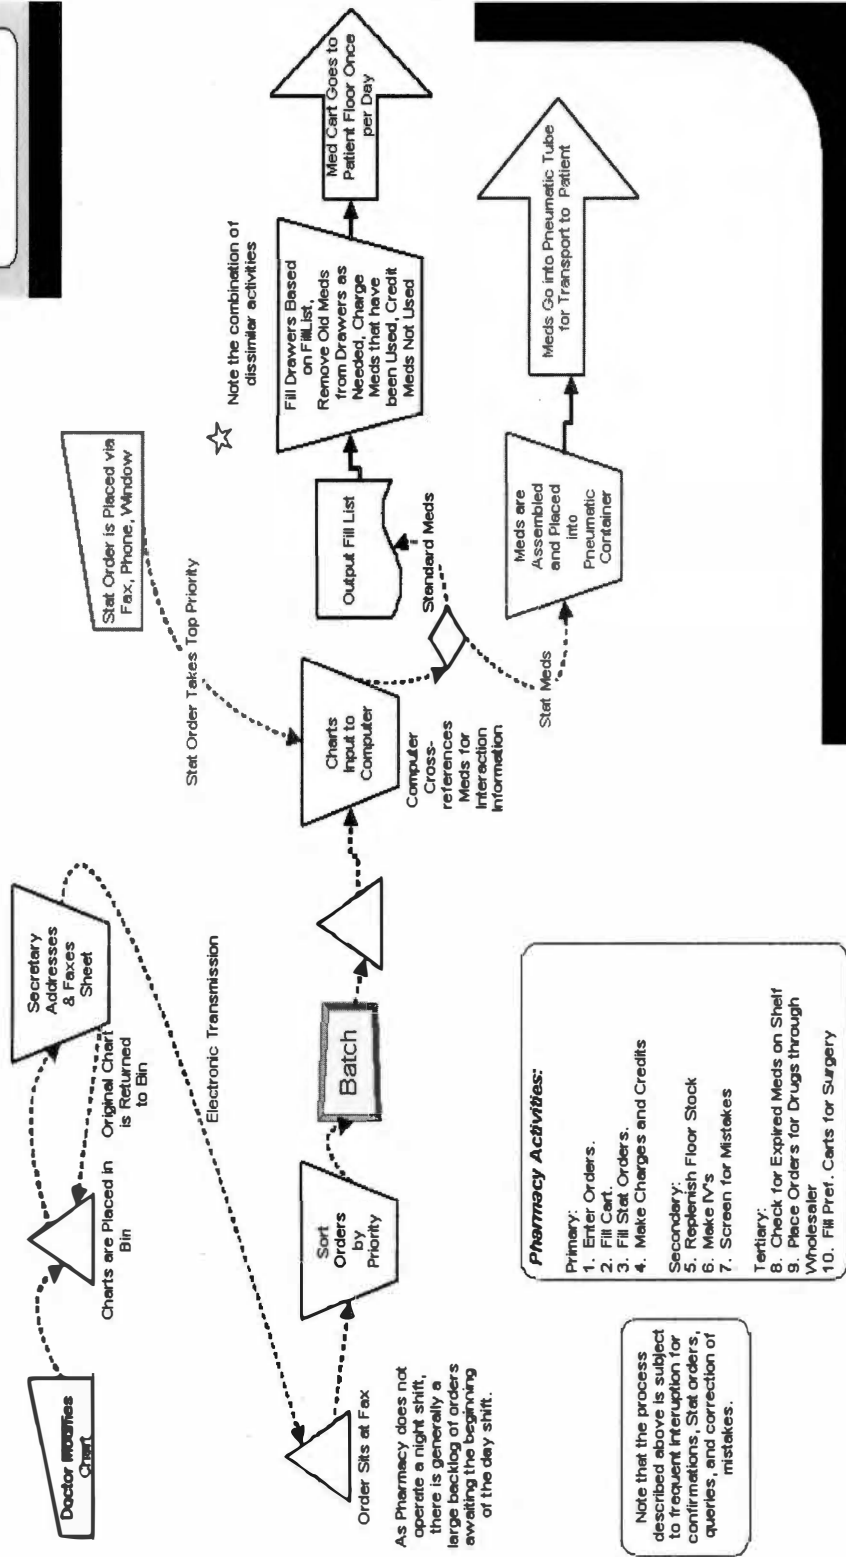 Doctor Modifies
Chart
Charts are Placed in
Bin
Secretary
Addresses
& Faxes
Sheet
Original Chart
is Returned
to Bin
Electronic Transmission
Stat Order is Placed via
Fax, Phone, Window
Stat Order Takes Top Priority
Order Sits at Fax
As Pharmacy does not
operate a night shift,
there is generally a
large backlog of orders
awaiting the beginning
of the day shift.
Sort
Orders
by
Priority
Batch
Charts
Input to
Computer
Computer
Cross-
references
Meds for
Interaction
Information
Output Fill List
Standard Meds
Stat Meds
Note the combination of
dissimilar activities
Fill Drawers Based
on FillList,
Remove Old Meds
from Drawers as
Needed, Charge
Meds that have
been Used, Credit
Meds Not Used
Med Cart Goes to
Patient Floor Once
per Day
Meds are
Assembled
and Placed
into
Pneumatic
Container
Meds Go into Pneumatic Tube
for Transport to Patient
Note that the process
described above is subject
to frequent interuption for
confirmations, Stat orders,
queries, and correction of
mistakes.
Pharmacy Activities:
Primary:
1. Enter Orders.
2. Fill Cart.
3. Fill Stat Orders.
4. Make Charges and Credits
Secondary:
5. Replenish Floor Stock
6. Make IV's
7. Screen for Mistakes
Tertiary:
8. Check for Expired Meds on Shelf
9. Place Orders for Drugs through
Wholesaler
10. Fill Pref. Carts for Surgery